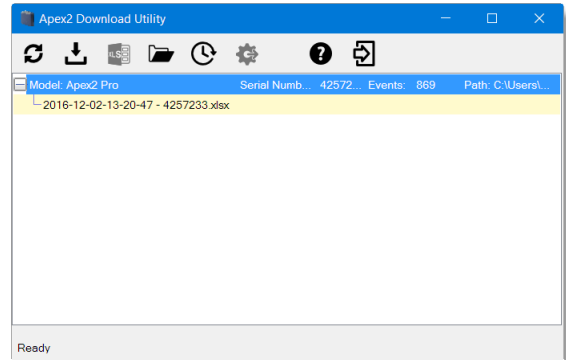 Apex2 Download Utility
XLS
Model: Apex2 Pro Serial Numb... 42572... Events: 869 Path: C:\Users\...
2016-12-02-13-20-47 - 4257233.xlsx
Ready